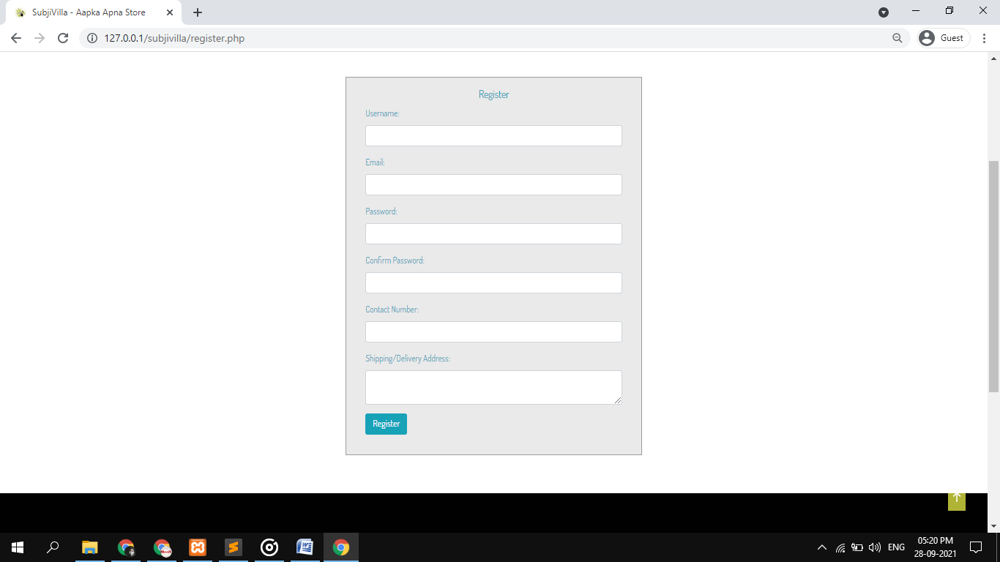 SubjiVilla - Aapka Apna Store
127.0.0.1/subjivilla/register.php
Guest
Register
Username:
Email:
Password:
Confirm Password:
Contact Number:
Shipping/Delivery Address:
Register
ENG
05:20 PM
28-09-2021